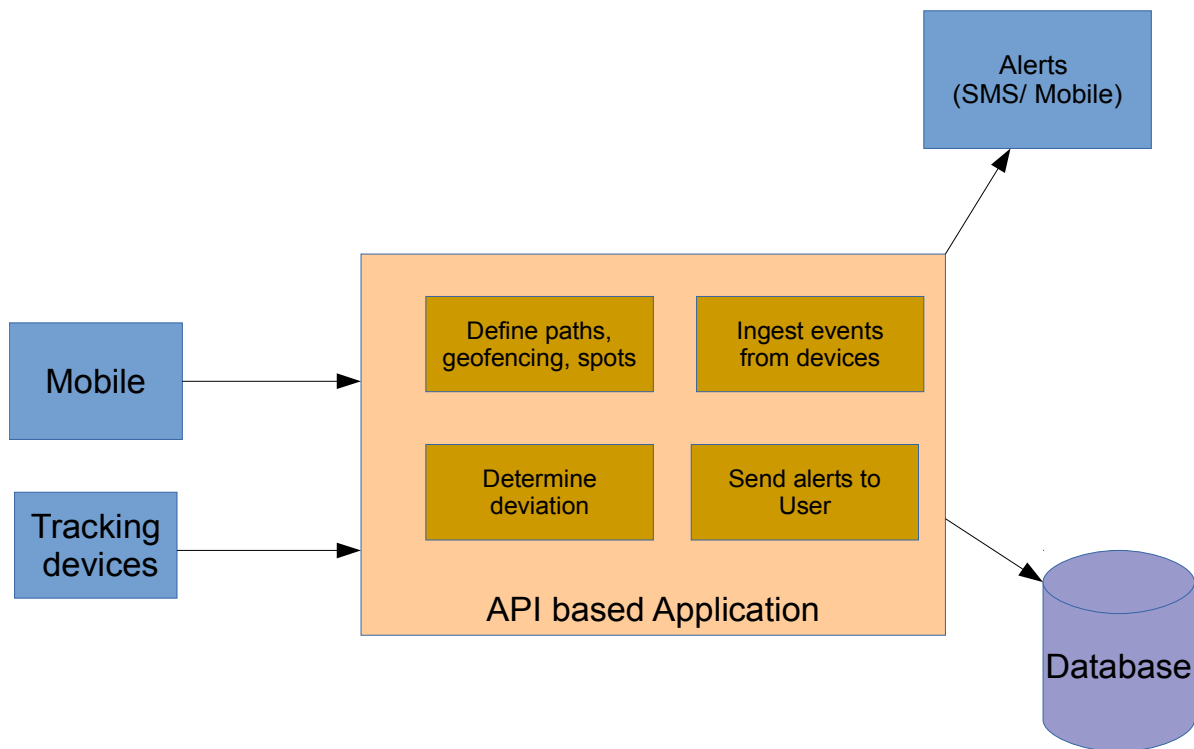 Alerts
(SMS/ Mobile)
Define paths,
geofencing, spots
Ingest events
from devices
Mobile
Determine
deviation
Send alerts to
User
Tracking
devices
API based Application
Database